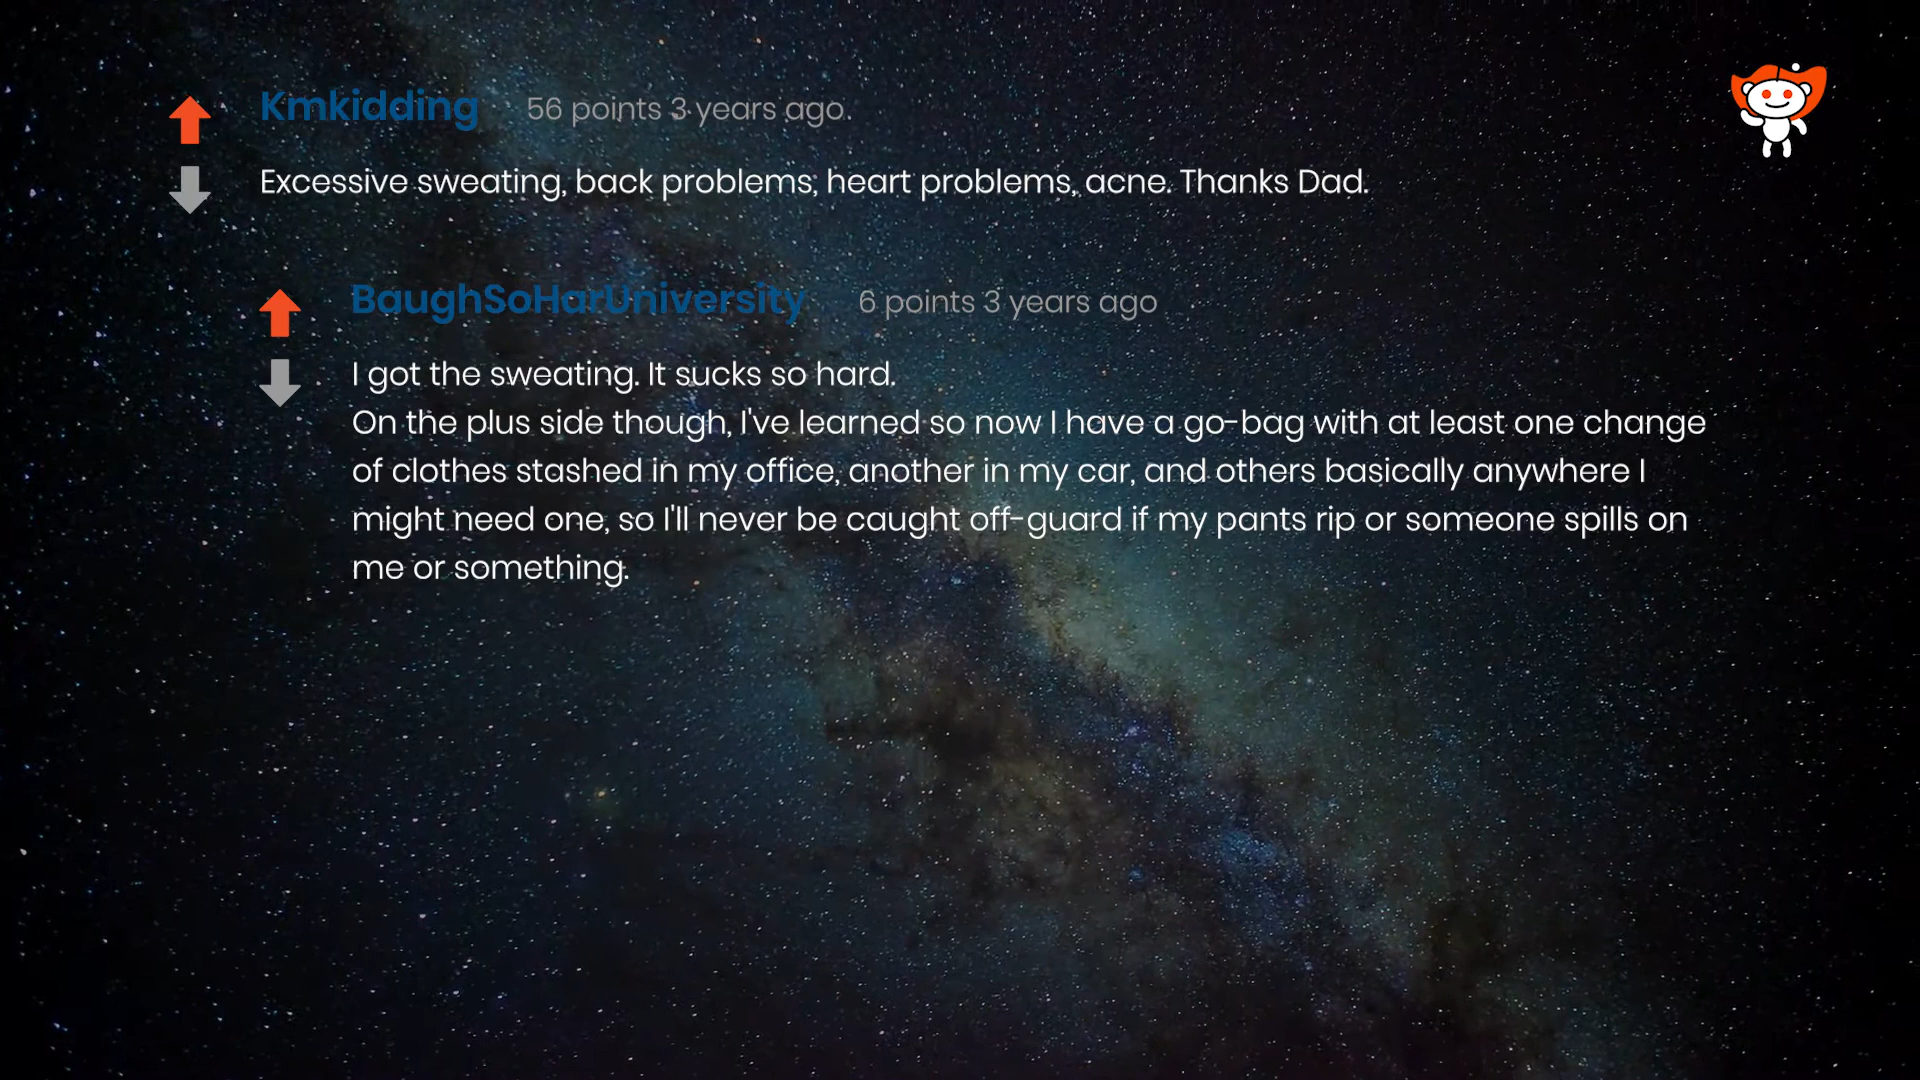 Kmkidding 56 points 3 years ago.
Excessive sweating, back problems, heart problems, acne. Thanks Dad.
BaughSoHarUniversity 6 points 3 years ago
I got the sweating. It sucks so hard.
On the plus side though, I've learned so now I have a go-bag with at least one change
of clothes stashed in my office, another in my car, and others basically anywhere I
might need one, so I'll never be caught off-guard if my pants rip or someone spills on
me or something.